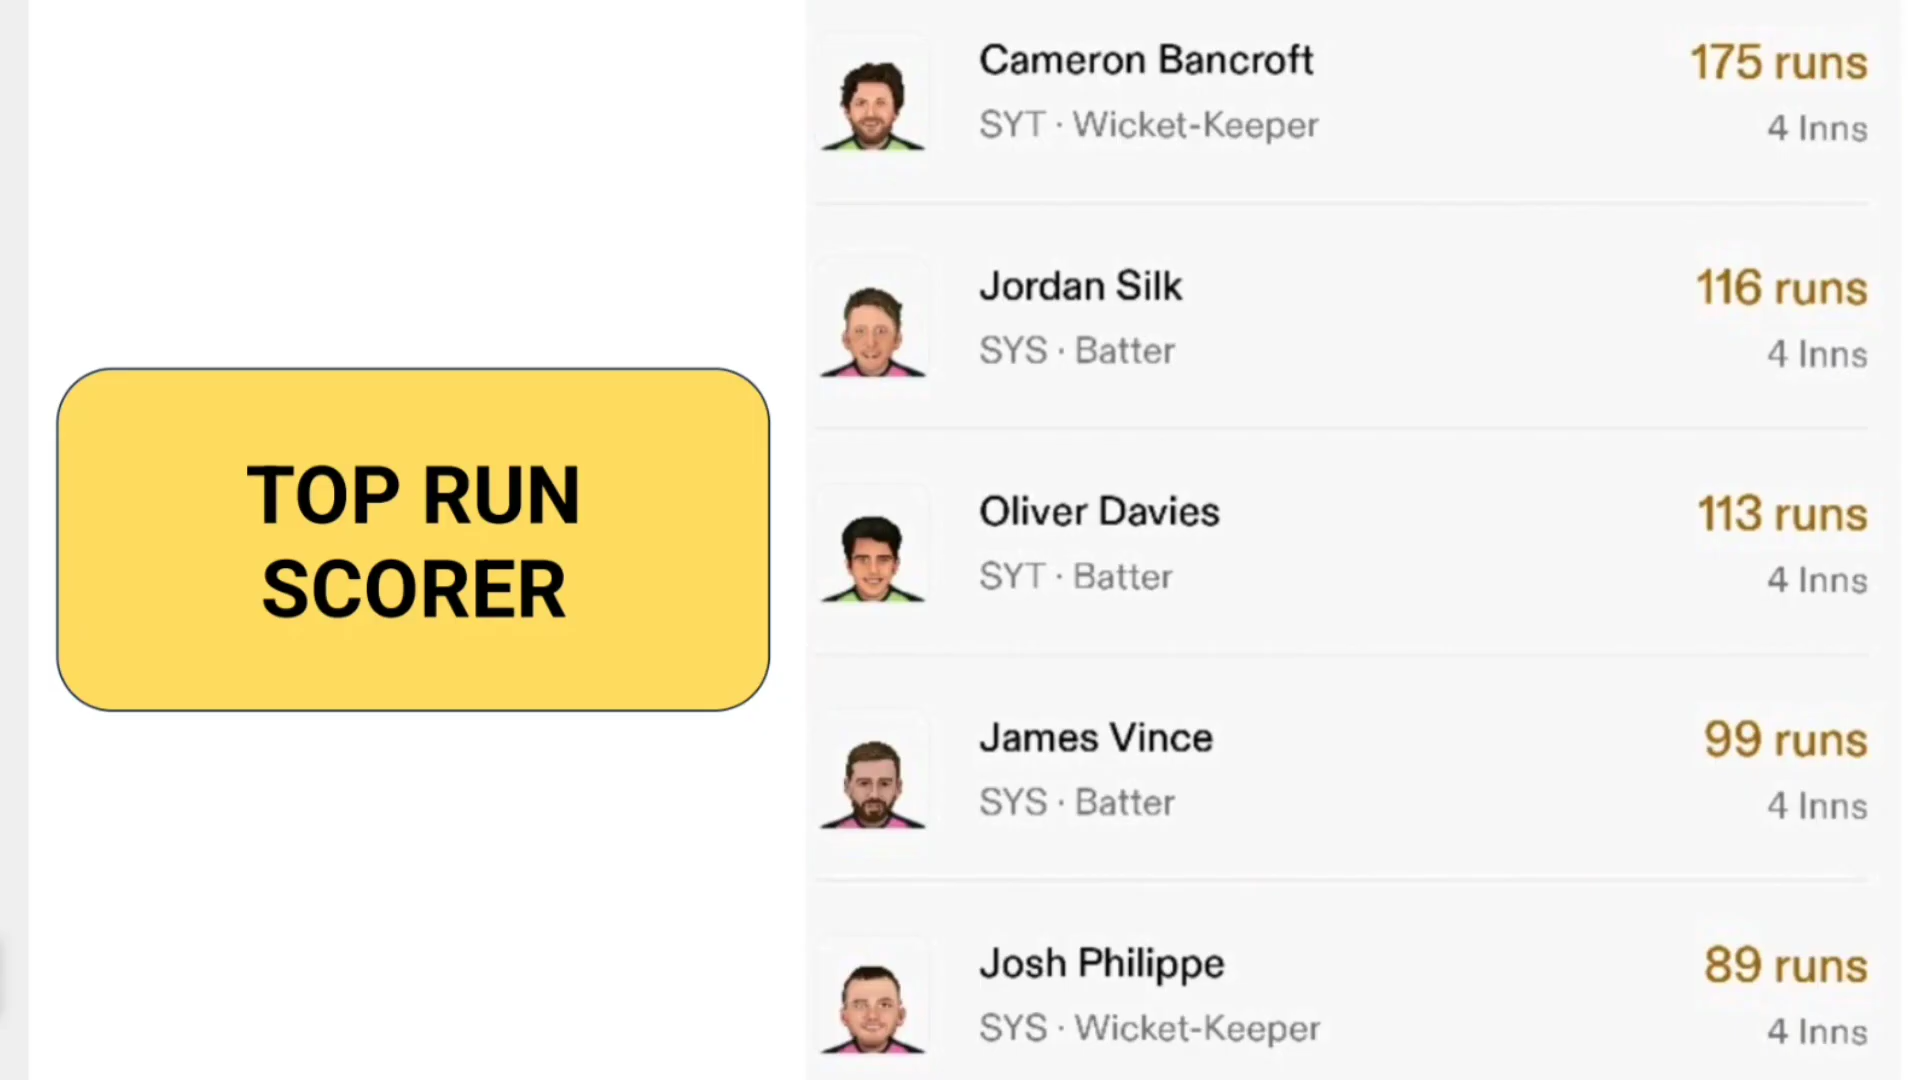 TOP RUN
SCORER
Cameron Bancroft
175 runs
SYT · Wicket-Keeper
4 Inns
Jordan Silk
116 runs
SYS · Batter
4 Inns
Oliver Davies
113 runs
SYT · Batter
4 Inns
James Vince
99 runs
SYS · Batter
4 Inns
Josh Philippe
89 runs
SYS · Wicket-Keeper
4 Inns